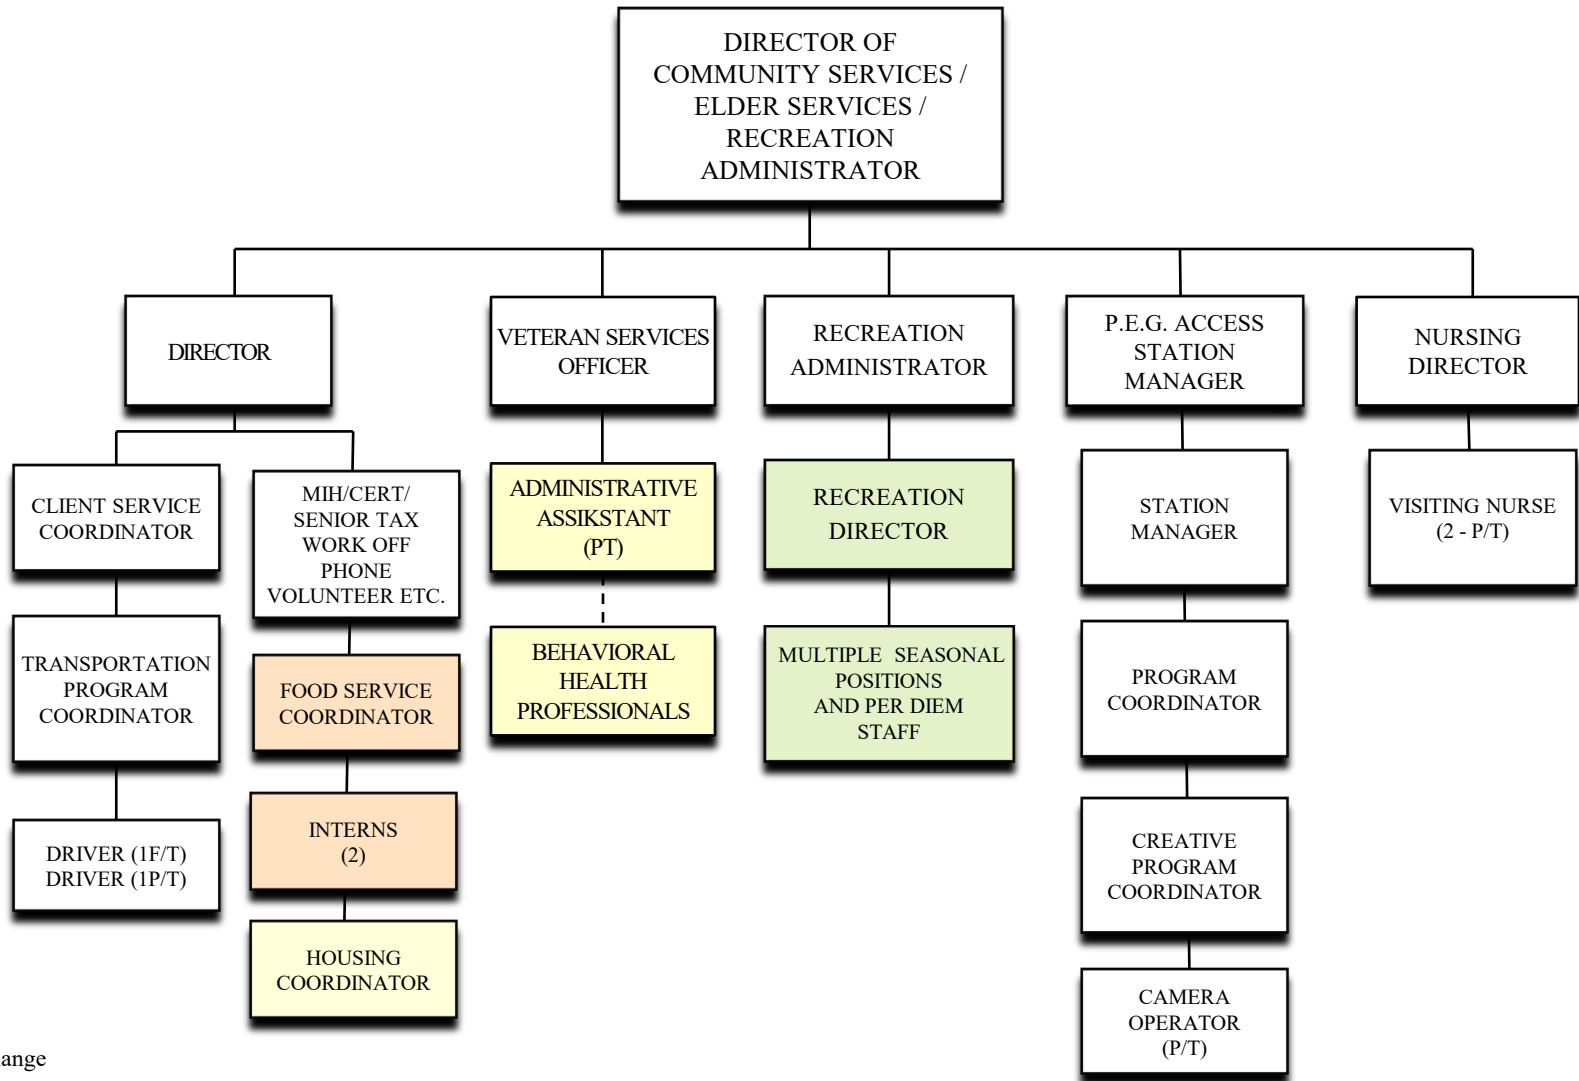 DIRECTOR OF
COMMUNITY SERVICES /
ELDER SERVICES /
RECREATION
ADMINISTRATOR
DIRECTOR
VETERAN SERVICES
OFFICER
RECREATION
ADMINISTRATOR
P.E.G. ACCESS
STATION
MANAGER
NURSING
DIRECTOR
CLIENT SERVICE
COORDINATOR
MIH/CERT/
SENIOR TAX
WORK OFF
PHONE
VOLUNTEER ETC.
ADMINISTRATIVE
ASSIKSTANT
(PT)
RECREATION
DIRECTOR
STATION
MANAGER
VISITING NURSE
(2 - P/T)
TRANSPORTATION
PROGRAM
COORDINATOR
FOOD SERVICE
COORDINATOR
BEHAVIORAL
HEALTH
PROFESSIONALS
MULTIPLE SEASONAL
POSITIONS
AND PER DIEM
STAFF
PROGRAM
COORDINATOR
DRIVER (1F/T)
DRIVER (1P/T)
INTERNS
(2)
CREATIVE
PROGRAM
COORDINATOR
HOUSING
COORDINATOR
CAMERA
OPERATOR
(P/T)
ange